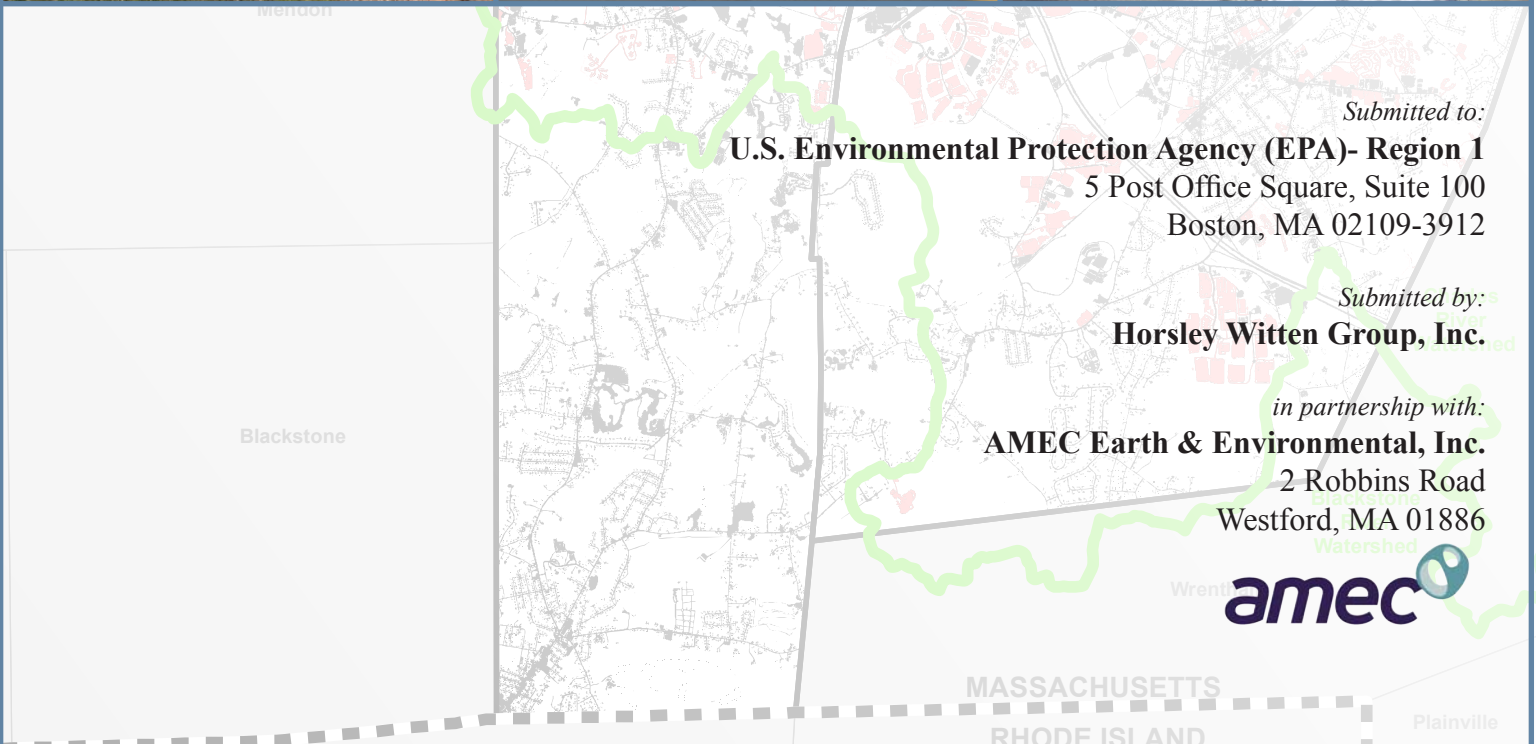 Mendon
Submitted to:
U.S. Environmental Protection Agency (EPA)- Region 1
5 Post Office Square, Suite 100
Boston, MA 02109-3912
Submitted by:
River
Watershed
Horsley Witten Group, Inc.
in partnership with:
Blackstone
AMEC Earth & Environmental, Inc.
2 Robbins Road
Blackstone
Westford, MA 01886
Watershed
amec
MASSACHUSETTS
RHODE ISLAND
Plainville